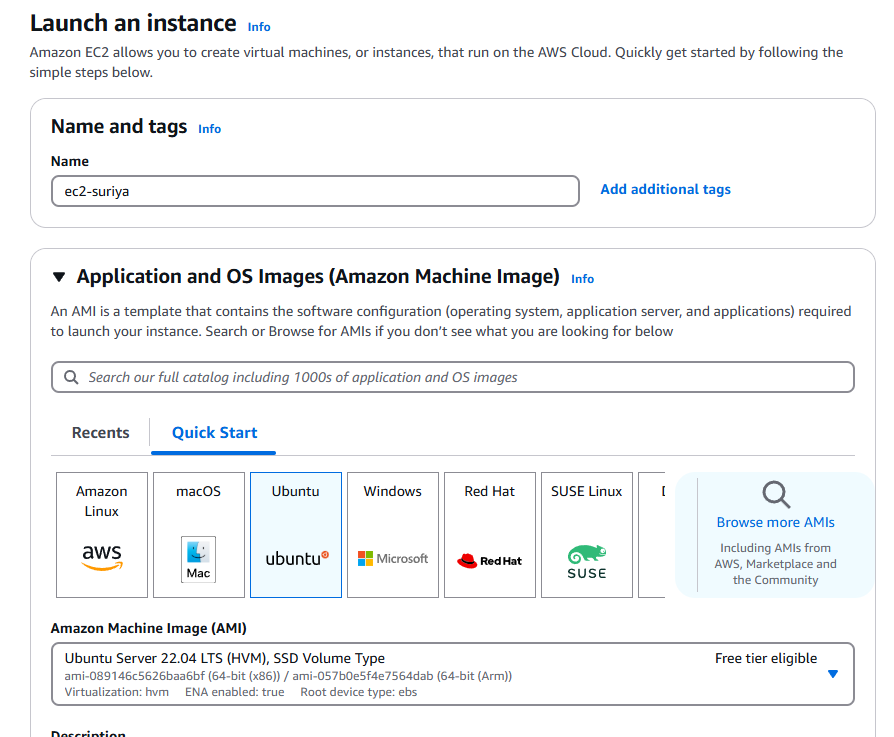 Launch an instance Info
Amazon EC2 allows you to create virtual machines, or instances, that run on the AWS Cloud. Quickly get started by following the
simple steps below.
Name and tags Info
Name
ec2-suriya
Add additional tags
Application and OS Images (Amazon Machine Image) Info
An AMI is a template that contains the software configuration (operating system, application server, and applications) required
to launch your instance. Search or Browse for AMIs if you don’t see what you are looking for below
Search our full catalog including 1000s of application and OS images
Recents
Quick Start
Amazon
Linux
aws
macOS
Mac
Ubuntu
ubuntu
Windows
Microsoft
Red Hat
Red Hat
SUSE Linux
SUSE
Browse more AMIs
Including AMIs from
AWS, Marketplace and
the Community
Amazon Machine Image (AMI)
Ubuntu Server 22.04 LTS (HVM), SSD Volume Type
Free tier eligible
ami-089146c5626baa6bf (64-bit (x86)) / ami-057b0e5f4e7564dab (64-bit (Arm))
Virtualization: hvm ENA enabled: true Root device type: ebs
Description